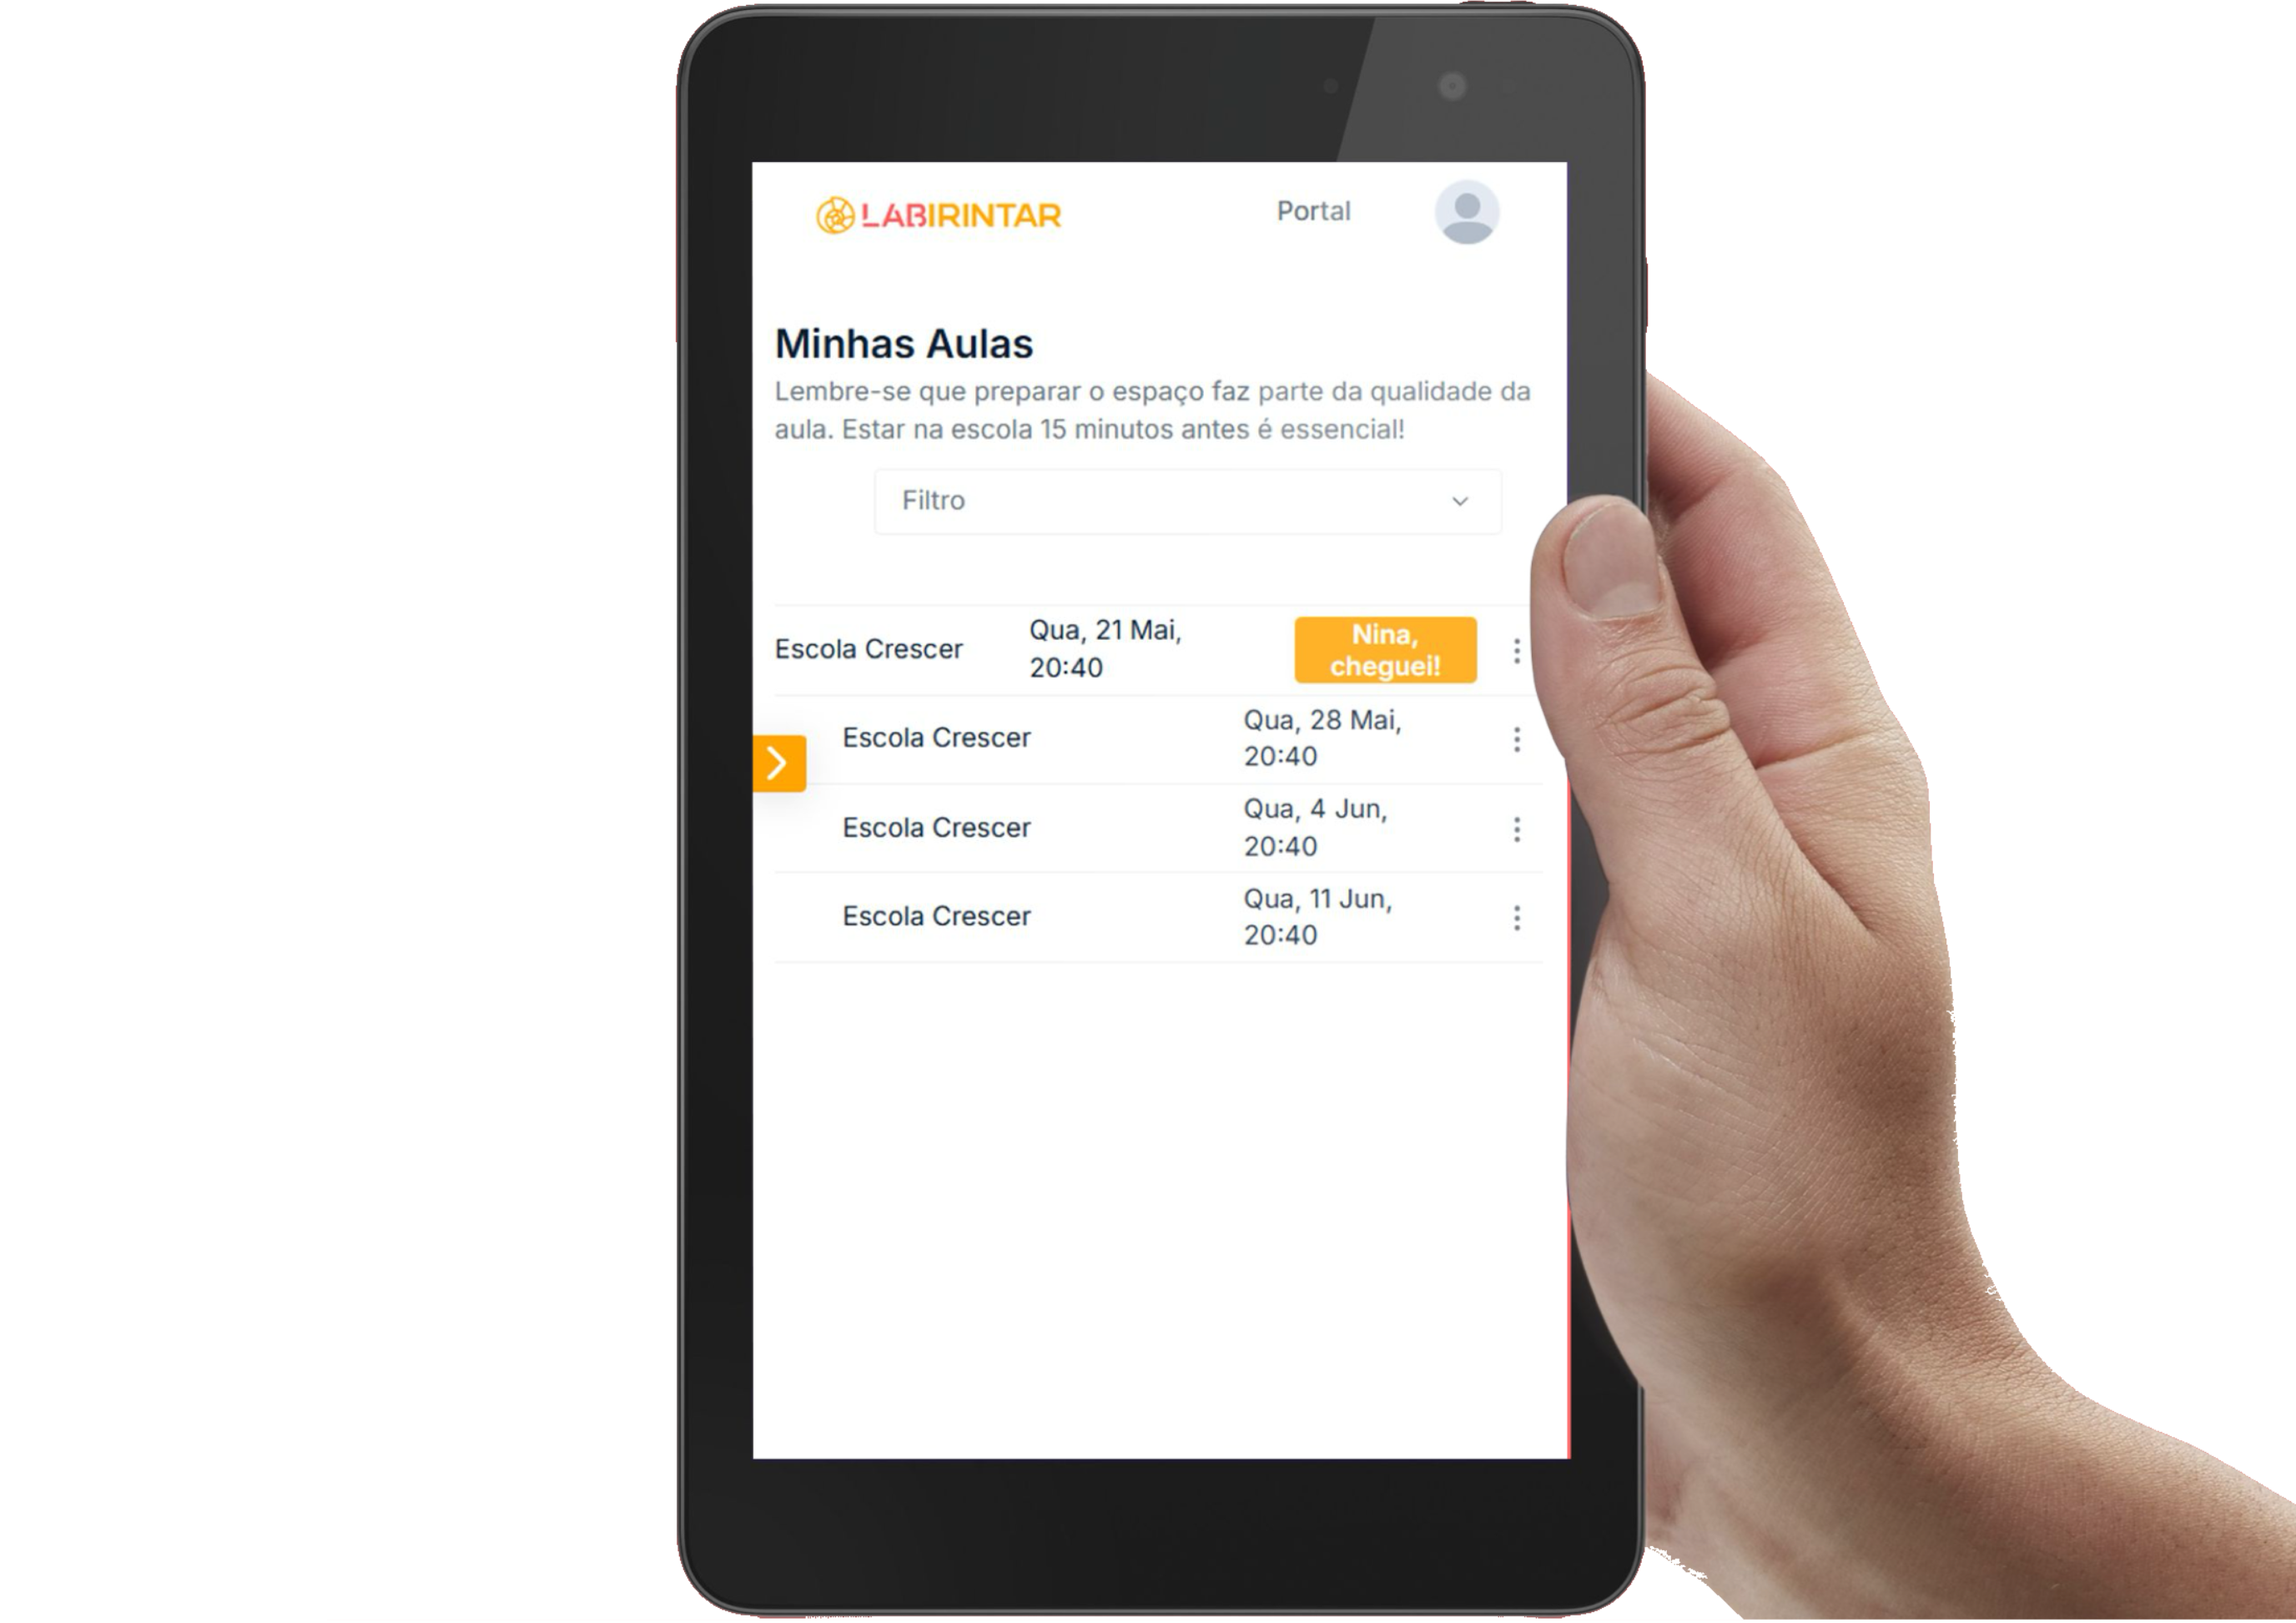 LABIRINTAR
Portal
Minhas Aulas
Lembre-se que preparar o espaço faz parte da qualidade da
aula. Estar na escola 15 minutos antes é essencial!
Filtro
Escola Crescer
Qua, 21 Mai,
20:40
Nina,
cheguei!
Escola Crescer
Qua, 28 Mai,
20:40
Escola Crescer
Qua, 4 Jun,
20:40
Escola Crescer
Qua, 11 Jun,
20:40